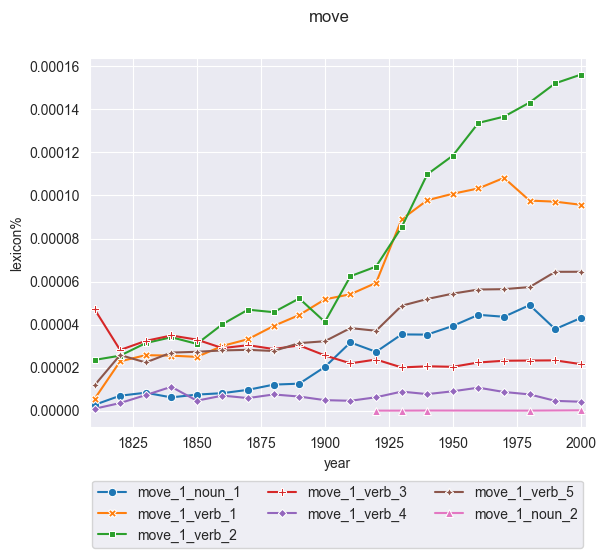 move
0.00016
0.00014
0.00012
0.00010
0.00008
0.00006
0.00004
0.00002
0.00000
lexicon%
1825 1850 1875 1900 1925 1950 1975 2000
year
move_1_noun_1 move_1_verb_3 move_1_verb_5
move_1_verb_1 move_1_verb_4 move_1_noun_2
move_1_verb_2